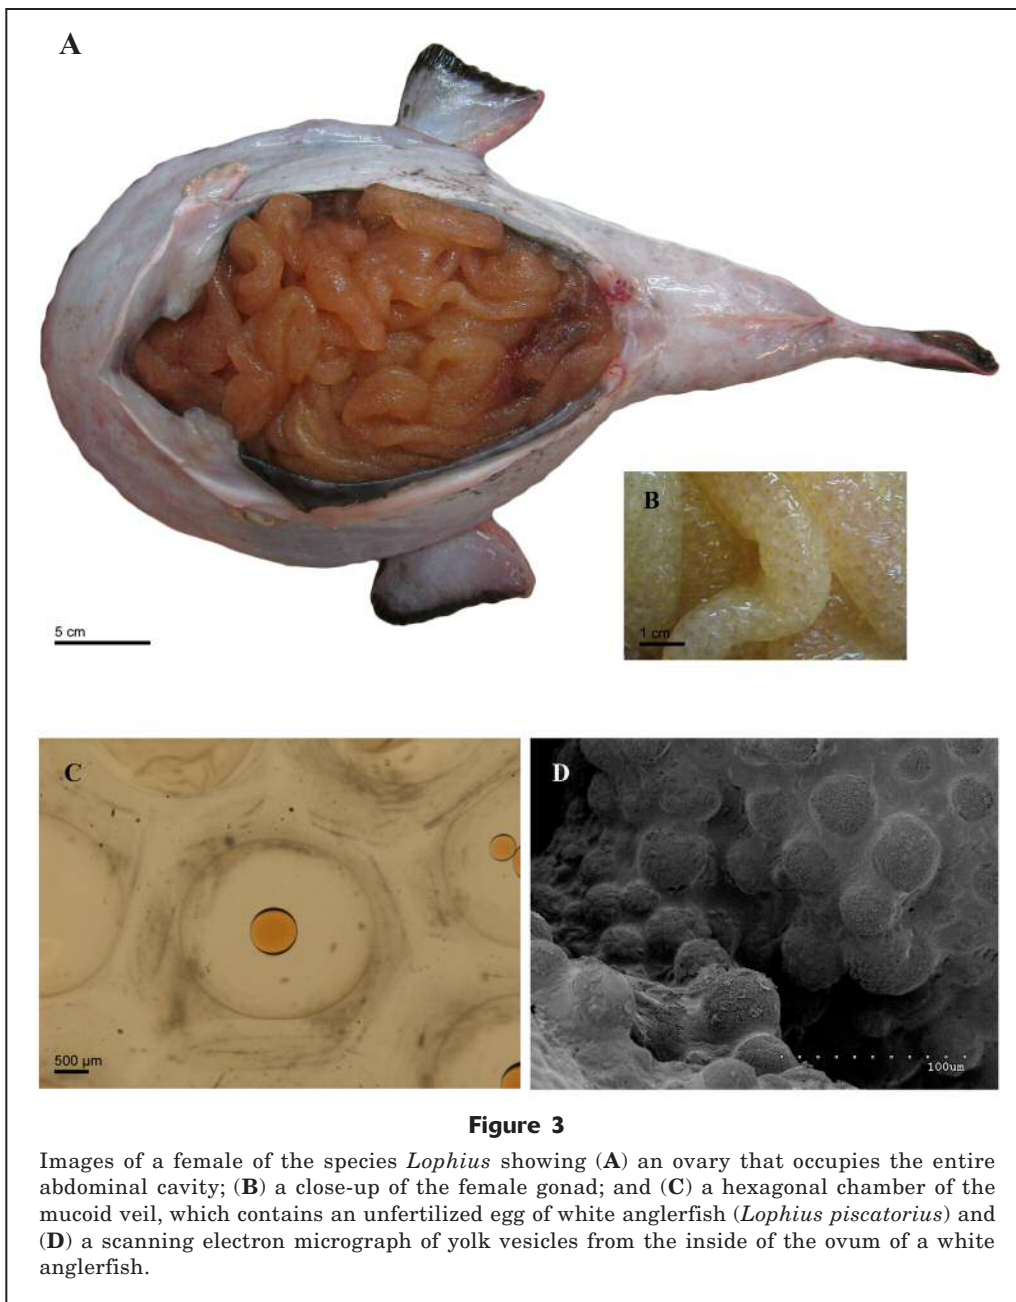 A
B
1 cm
5 cm
C
500 µm
D
100um
Figure 3
Images of a female of the species Lophius showing (A) an ovary that occupies the entire
abdominal cavity; (B) a close-up of the female gonad; and (C) a hexagonal chamber of the
mucoid veil, which contains an unfertilized egg of white anglerfish (Lophius piscatorius) and
(D) a scanning electron micrograph of yolk vesicles from the inside of the ovum of a white
anglerfish.